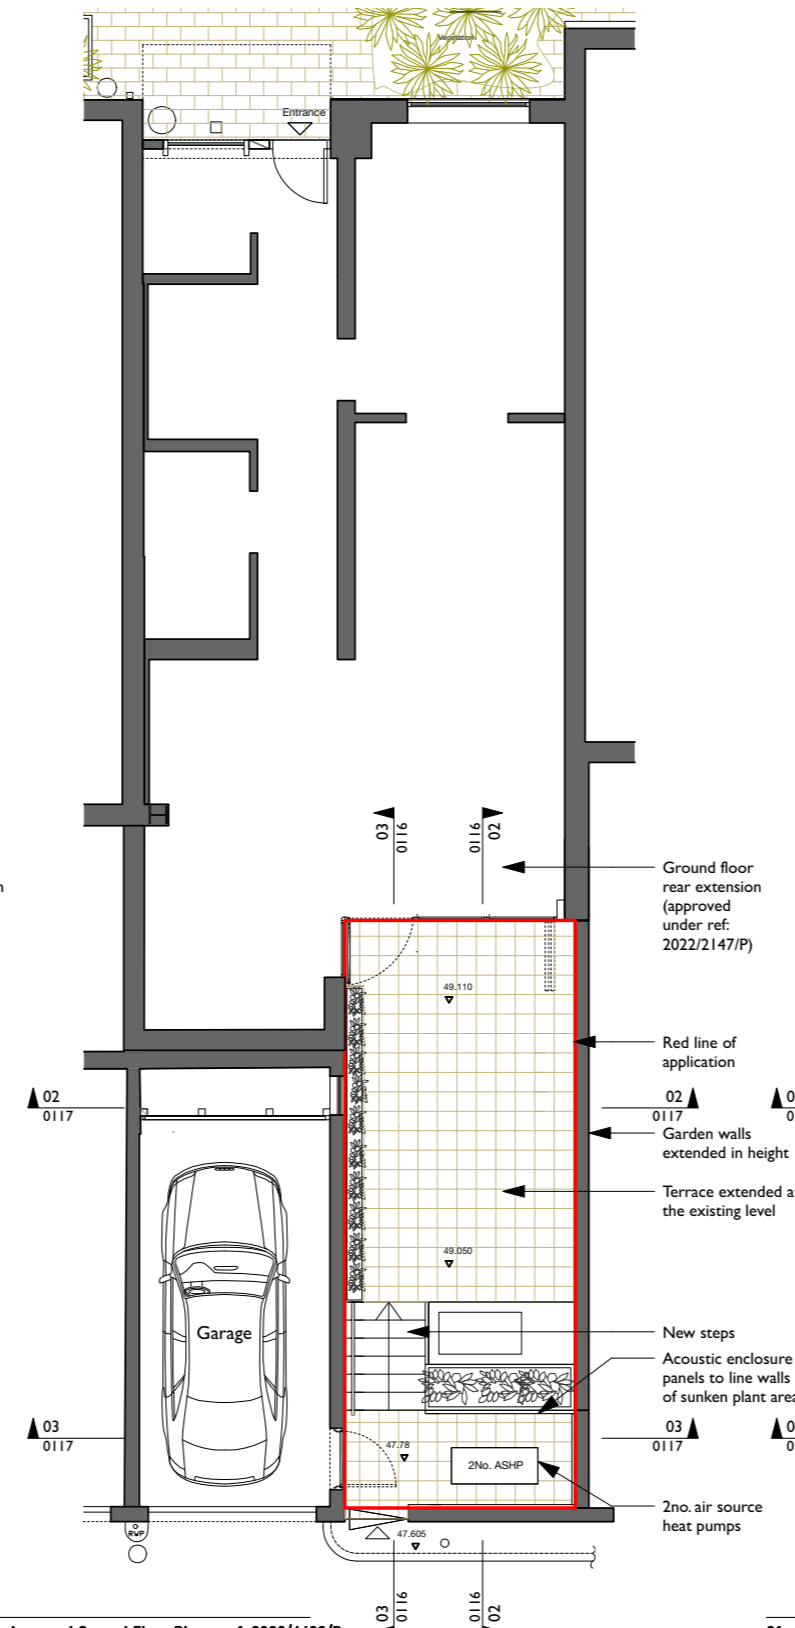 Vegetation
Entrance
03
0116
0116
02
Ground floor
rear extension
(approved
under ref:
2022/2147/P)
49.110
Red line of
application
02
0117
02
0117
Garden walls
extended in height
Terrace extended at
the existing level
49.050
Garage
New steps
Acoustic enclosure
panels to line walls
of sunken plant area
03
0117
03
0117
47.78
2No. ASHP
2no. air source
heat pumps
RWP
47.605
03
0116
0116
02